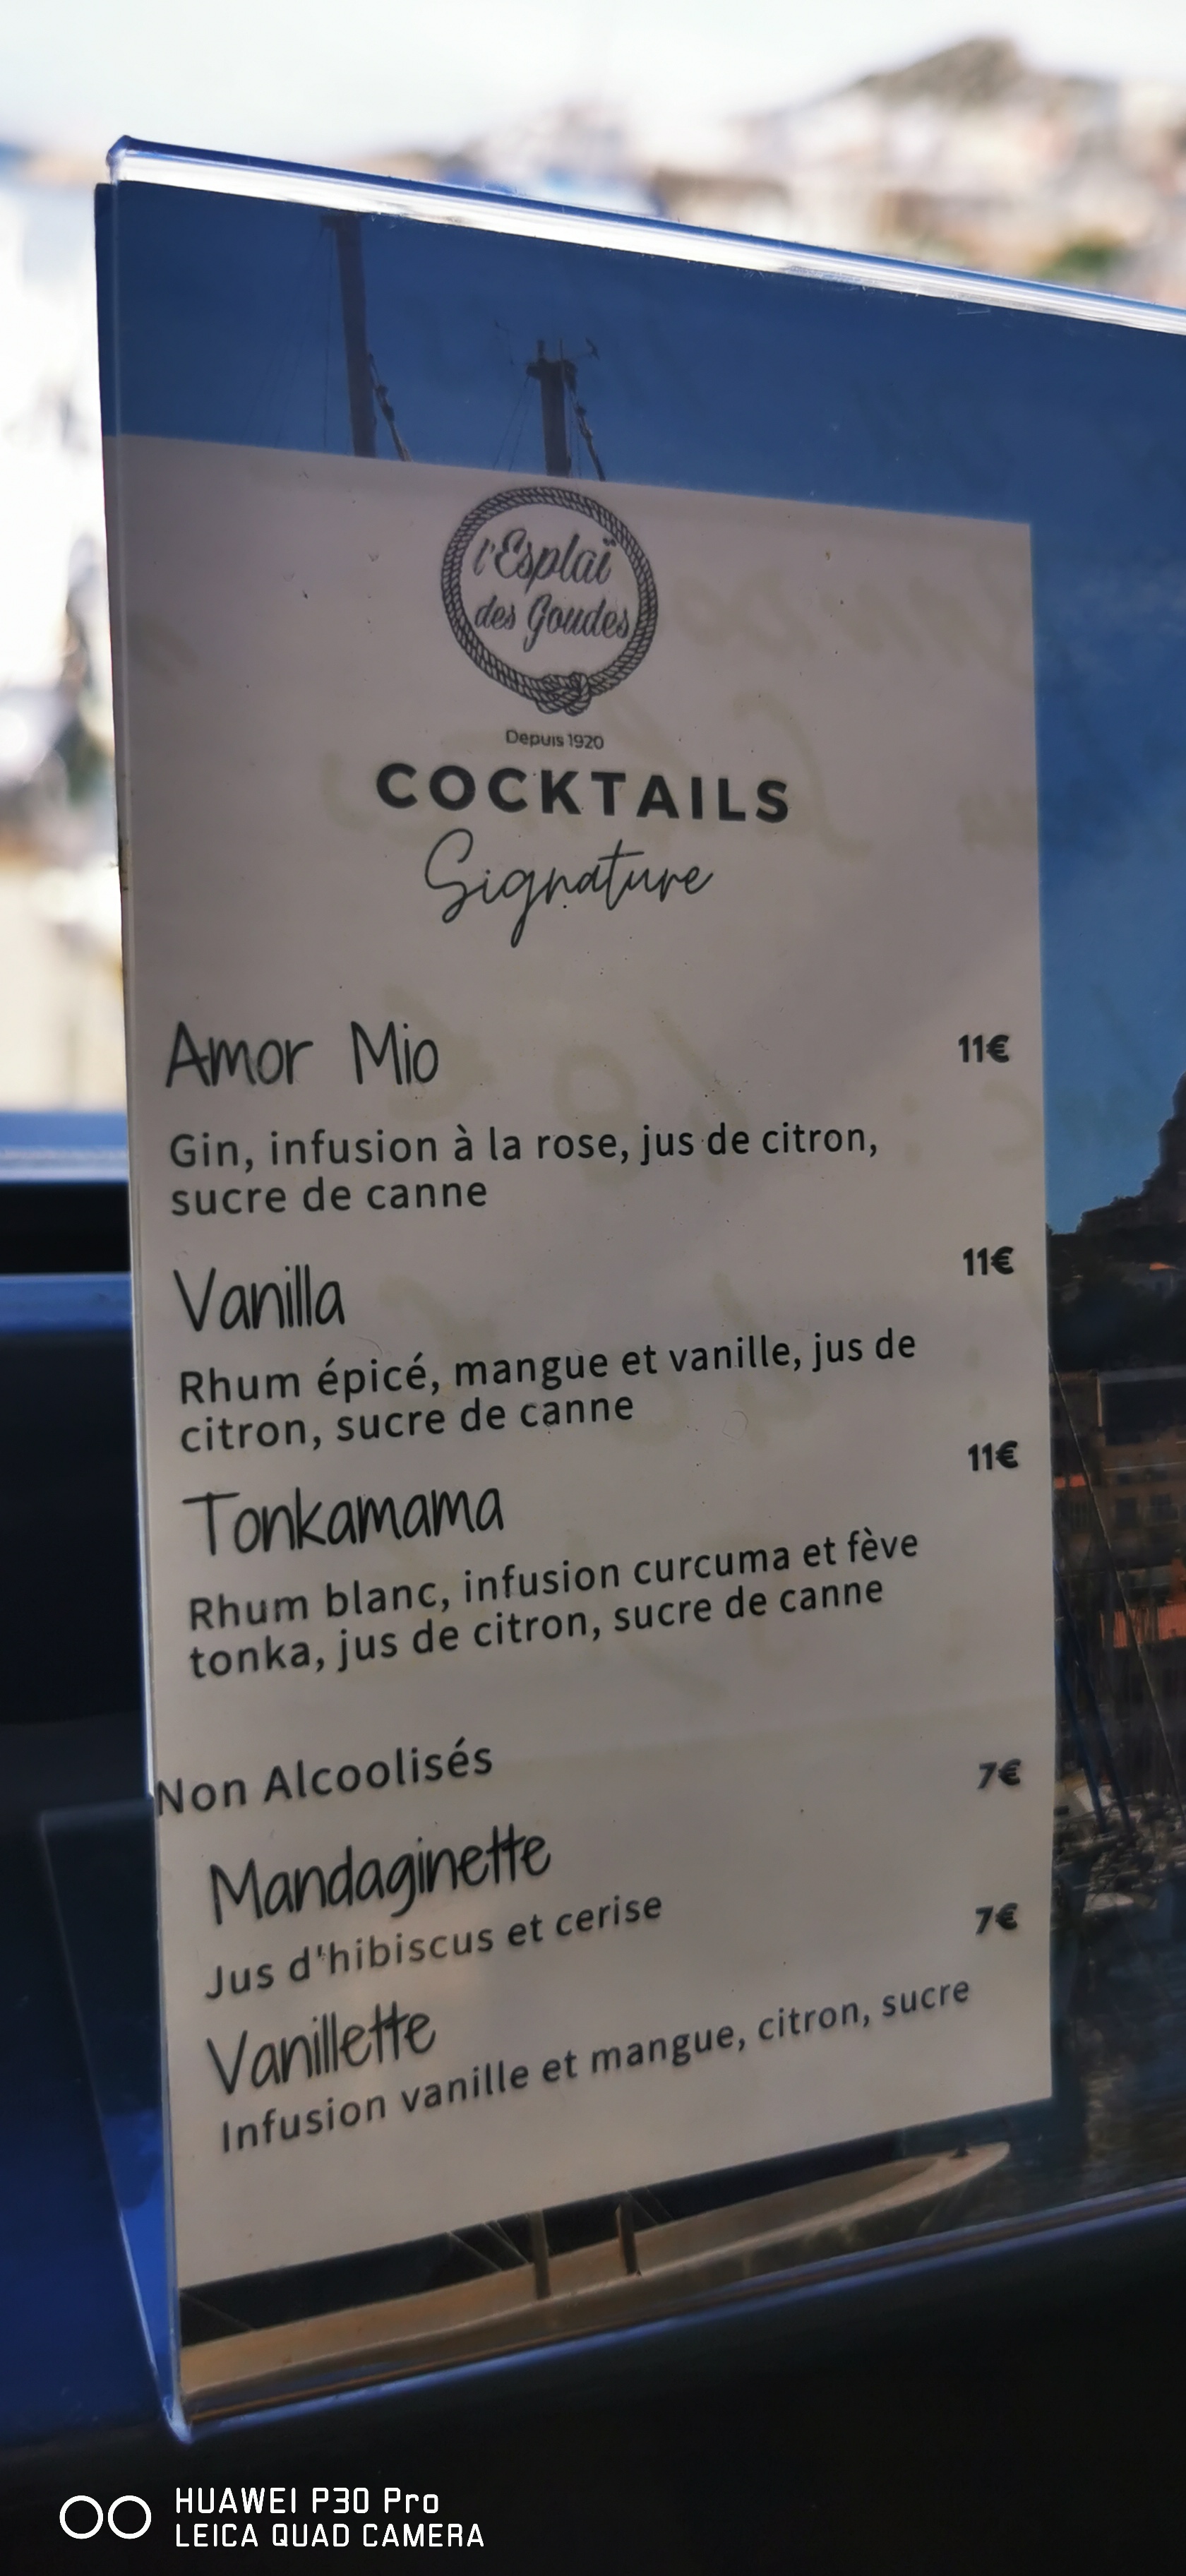 l'Esplaï
des Goudes
Depuis 1920
COCKTAILS
Signature
Amor Mio 11€
Gin, infusion à la rose, jus de citron,
sucre de canne
Vanilla 11€
Rhum épicé, mangue et vanille, jus de
citron, sucre de canne
Tonkamama 11€
Rhum blanc, infusion curcuma et fève
tonka, jus de citron, sucre de canne
Non Alcoolisés
Mandaginette 7€
Jus d'hibiscus et cerise
Vanillette 7€
Infusion vanille et mangue, citron, sucre
HUAWEI P30 Pro
LEICA QUAD CAMERA